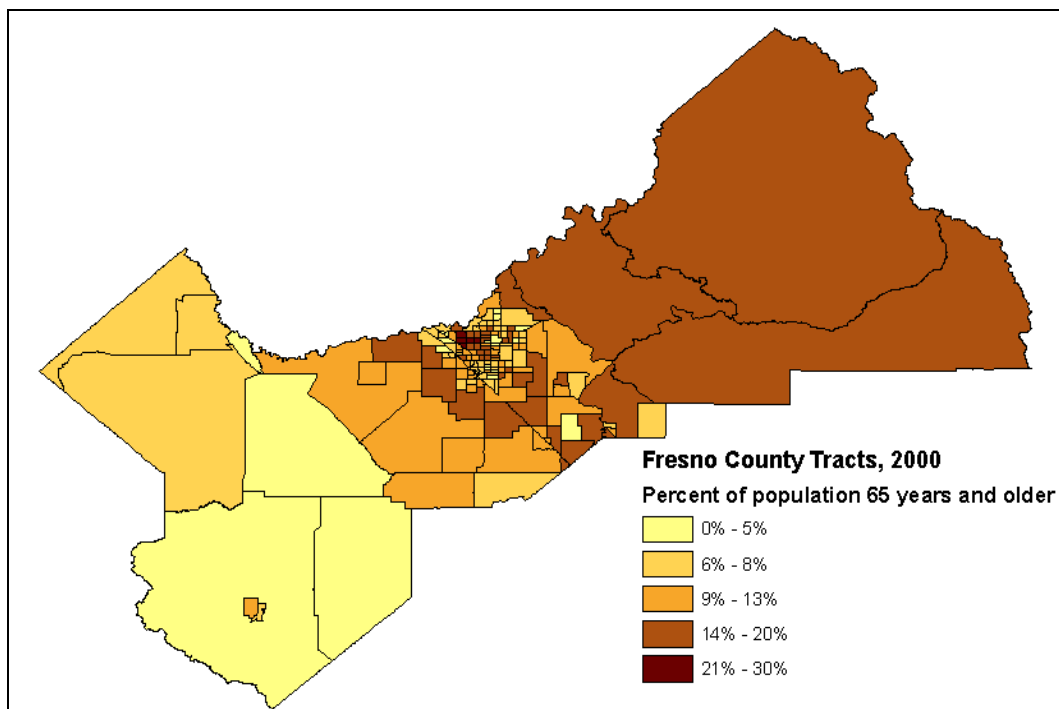 Fresno County Tracts, 2000
Percent of population 65 years and older
0% - 5%
6% - 8%
9% - 13%
14% - 20%
21% - 30%